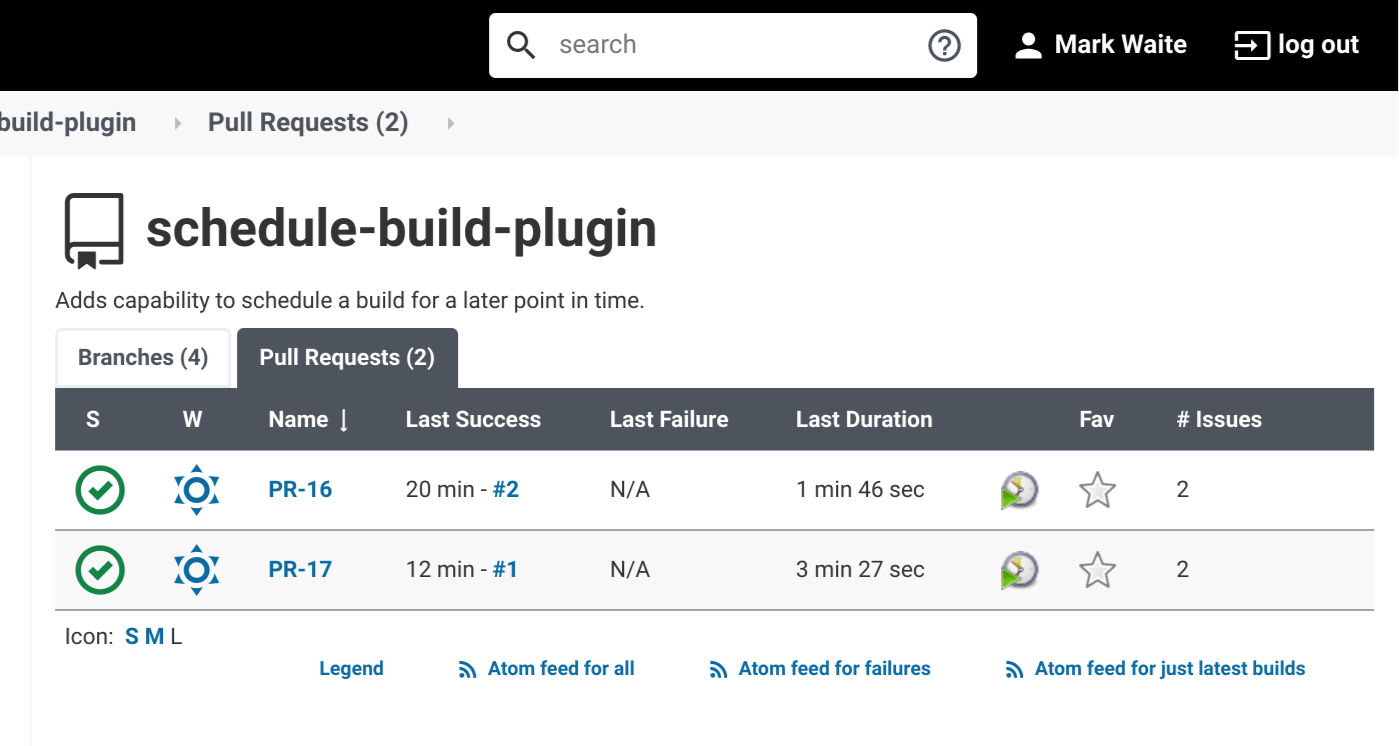 search Mark Waite log out
build-plugin Pull Requests (2)
schedule-build-plugin
Adds capability to schedule a build for a later point in time.
Branches (4) Pull Requests (2)
S W Name ↓ Last Success Last Failure Last Duration Fav # Issues
PR-16 20 min - #2 N/A 1 min 46 sec 2
PR-17 12 min - #1 N/A 3 min 27 sec 2
Icon: S M L
Legend Atom feed for all Atom feed for failures Atom feed for just latest builds